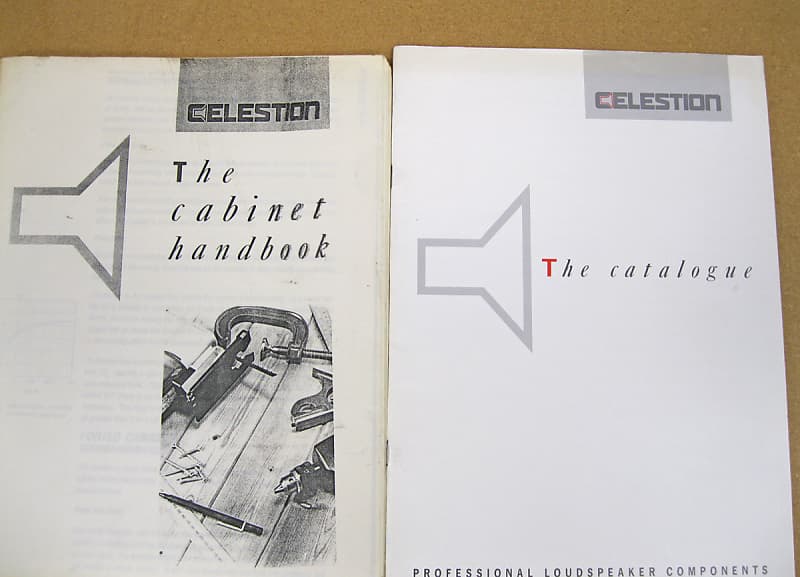 CELESTION
The
cabinet
handbook
CELESTION
The catalogue
PROFESSIONAL LOUDSPEAKER COMPONENTS